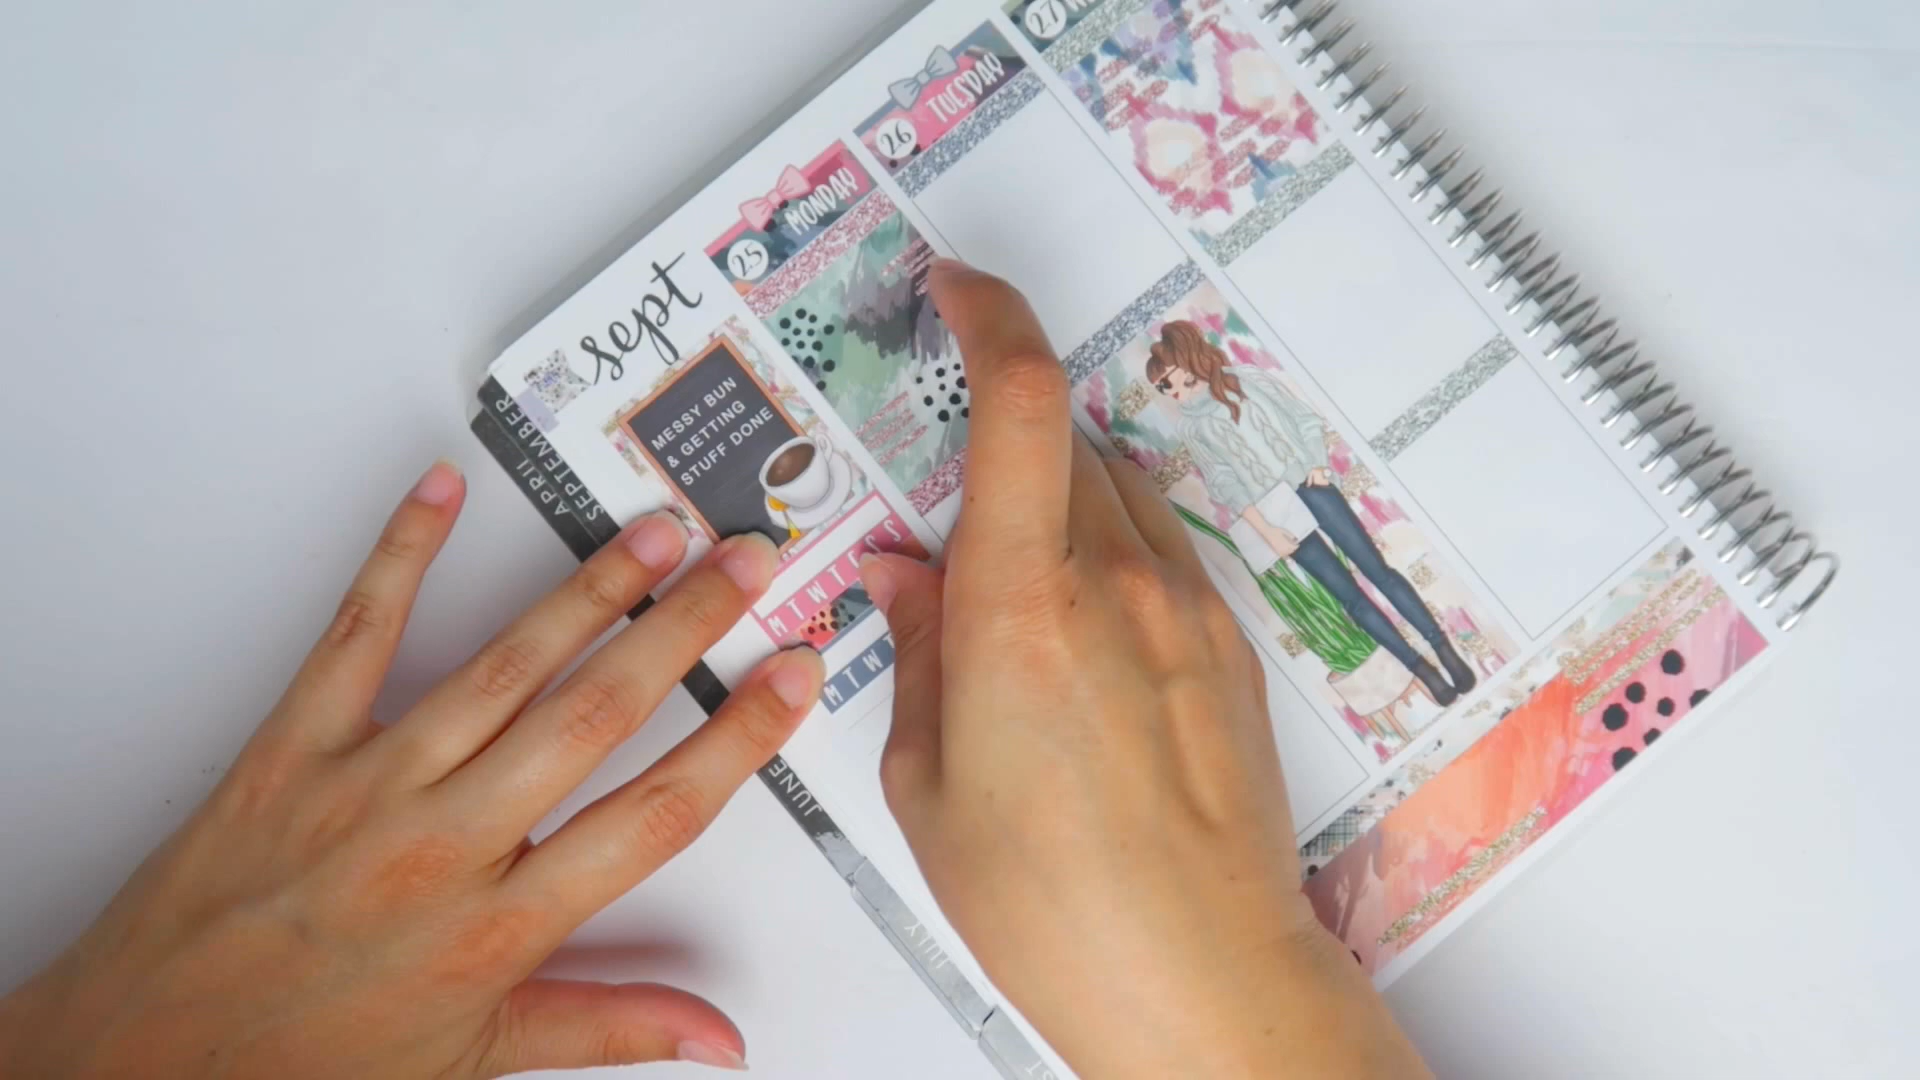 27
26 TUESDAY
25 MONDAY
sept
MESSY BUN
& GETTING
STUFF DONE
M T W T F S S
M T W
APRIL
SEPTEMBER
JUNE
JULY